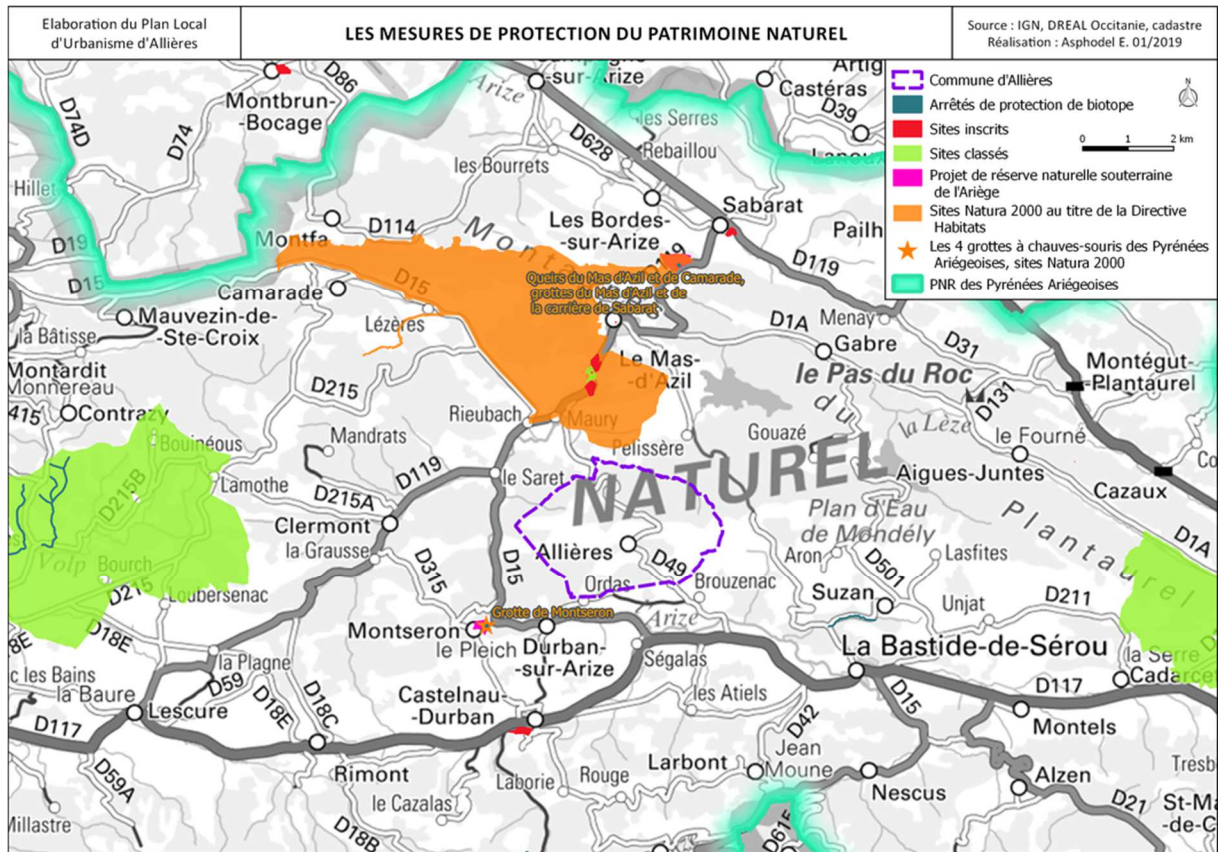 Elaboration du Plan Local
d'Urbanisme d'Allières
LES MESURES DE PROTECTION DU PATRIMOINE NATUREL
Source : IGN, DREAL Occitanie, cadastre
Réalisation : Asphodel E. 01/2019
Commune d'Allières
Arrêtés de protection de biotope
Sites inscrits
Sites classés
Projet de réserve naturelle souterraine
de l'Ariège
Sites Natura 2000 au titre de la Directive
Habitats
Les 4 grottes à chauves-souris des Pyrénées
Ariégeoises, sites Natura 2000
PNR des Pyrénées Ariégeoises
N
0 1 2 km
D86
Montbrun-
-Bocage
D74D
D74
Arize
-sur-Arize
Castéras
D39
les Serres
Rebaillou
D628
les Bourrets
Hillet
D19
D15
Montfa
D114
Mont
Les Bordes-
-sur-Arize
Sabarat
Pailh
D119
Queirs du Mas d'Azil et de Camarade,
grottes du Mas d'Azil et de
la carrière de Sabarat
Camarade
D15
Lézères
Mauvezin-de-
-Ste-Croix
la Bâtisse
Montardit
Monnereau
D215
Le Mas-
-d'Azil
D1A
Menay
Gabre
D31
le Pas du Roc
D131
Montégut-
-Plantaurel
415
Contrazy
Bouinéous
D215B
Lamothe
Mandrats
Rieubach
Maury
Pelissère
Gouazé
du
la Lèze
le Fourné
Aigues-Juntes
Cazaux
D119
le Saret
D215A
Clermont
la Grausse
NATUREL
Plan d'Eau
de Mondély
Plantaurel
D1A
Volp
Bourch
D215
Loubersenac
D315
D15
Allières
D49
Ordas
Brouzenac
Aron
D501
Lasfites
Suzan
Unjat
D211
Grotte de Montseron
Montseron
le Pleich
Durban-
-sur-Arize
Arize
Ségalas
La Bastide-de-Sérou
la Serre
Cadarcet
D18E
la Plagne
D59
c les Bains
la Baure
Lescure
D18E
D18C
Castelnau-
-Durban
les Atiels
D42
D15
D117
Montels
D117
D59A
Rimont
Laborie
Rouge
le Cazalas
Larbont
Jean
Moune
Nescus
Alzen
D21
St-Ma
-de-C
Millastre
D18B
D61F